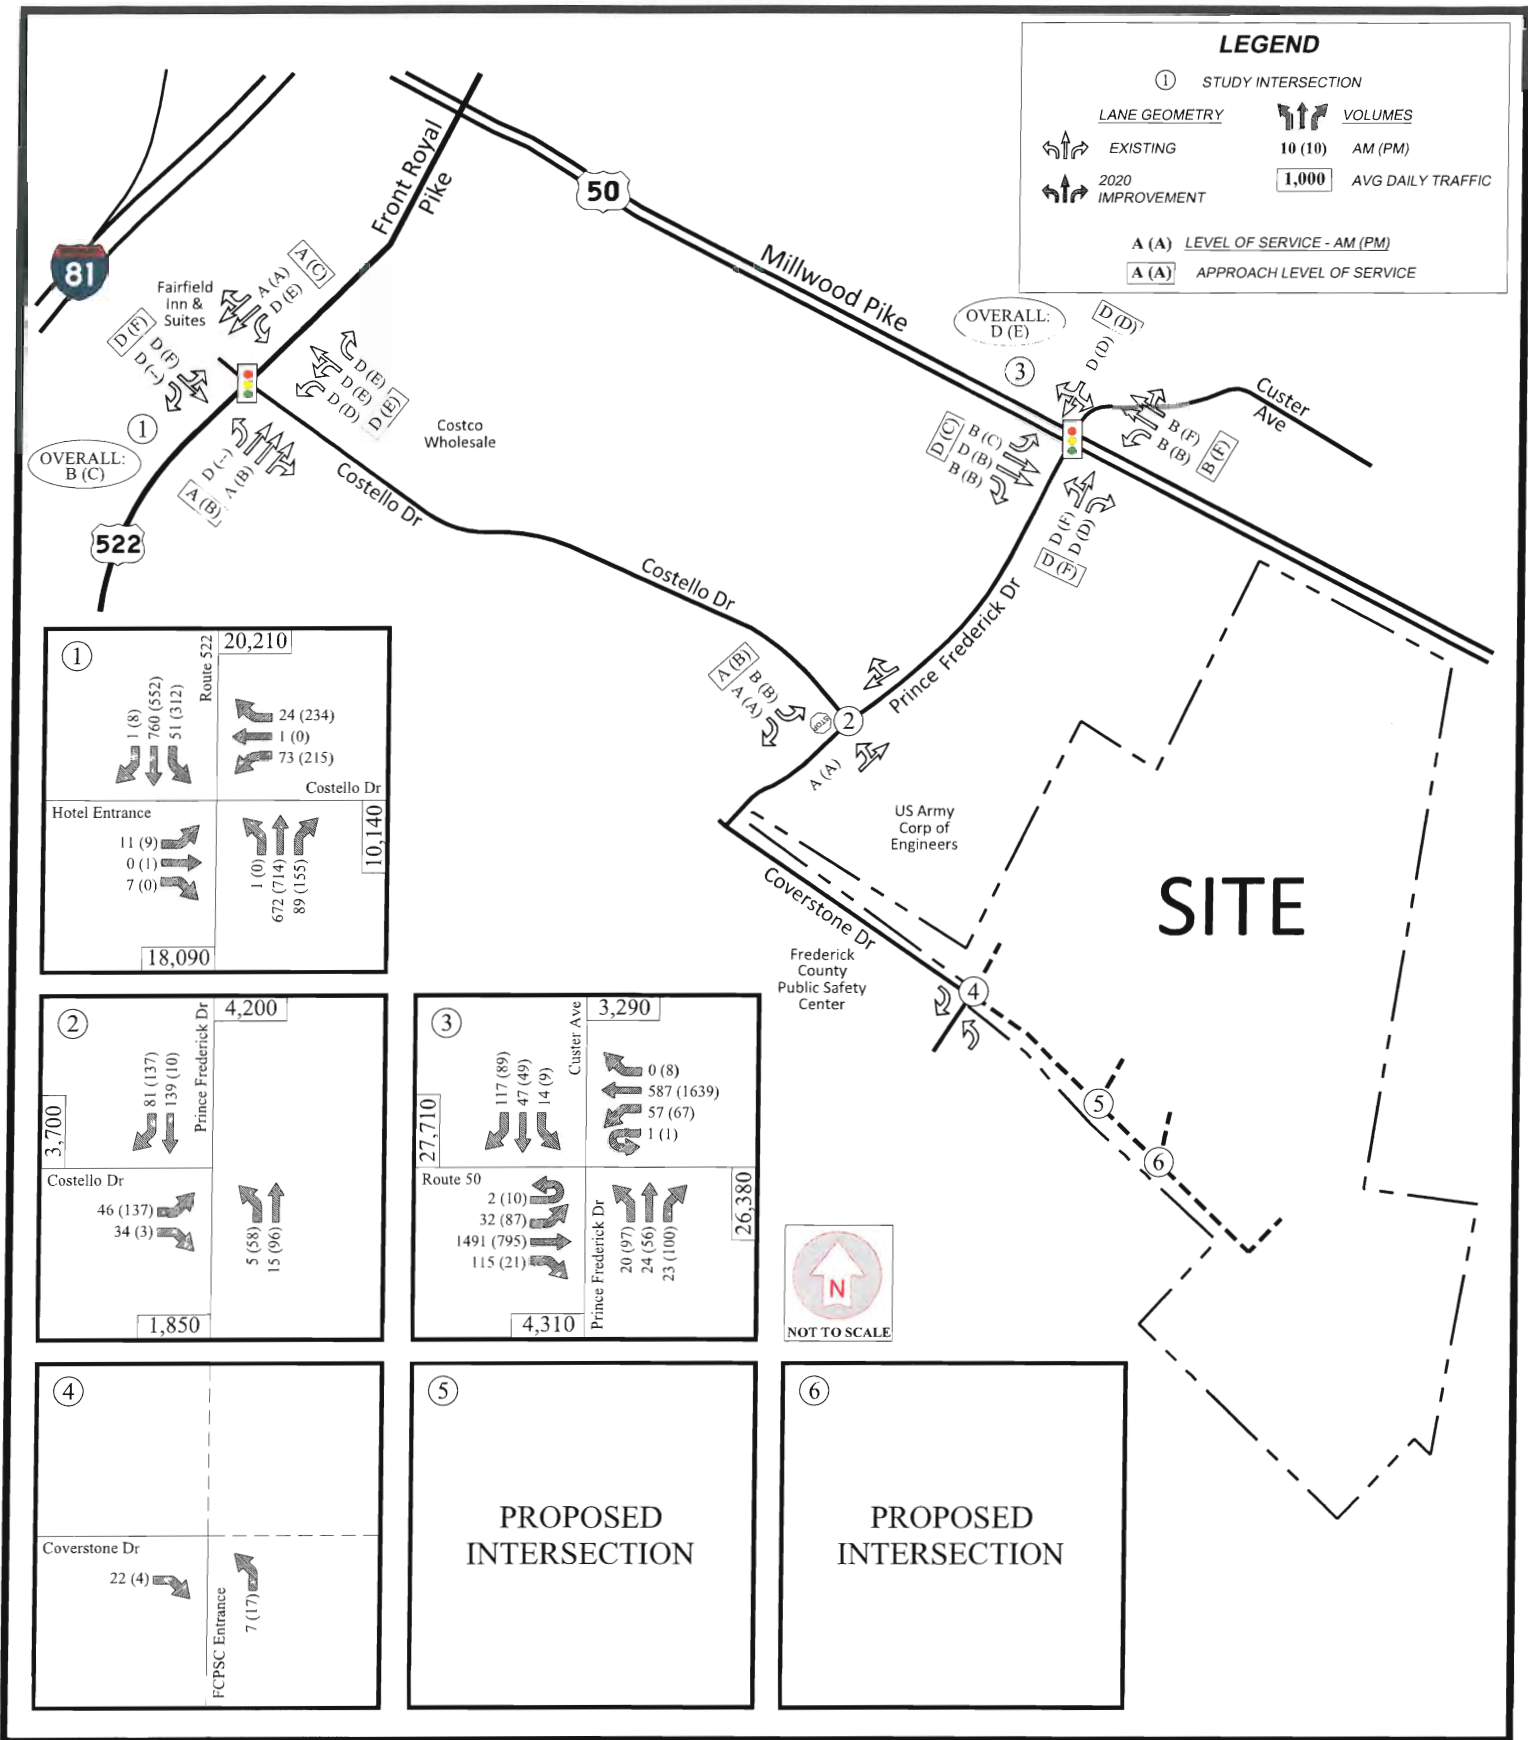 LEGEND
1 STUDY INTERSECTION
LANE GEOMETRY
VOLUMES
EXISTING
10 (10) AM (PM)
2020
IMPROVEMENT
1,000 AVG DAILY TRAFFIC
A (A) LEVEL OF SERVICE - AM (PM)
A (A) APPROACH LEVEL OF SERVICE
Front Royal
Pike
50
Millwood Pike
81
Fairfield
Inn &
Suites
A (C)
A (A)
D (E)
D (F)
D (F)
D (--)
D (E)
D (E)
D (D)
D (E)
1
OVERALL:
B (C)
D (--)
A (B)
A (B)
Costco
Wholesale
Costello Dr
522
OVERALL:
D (E)
3
D (D)
D (D)
Custer
Ave
D (C)
B (C)
D (B)
B (B)
B (F)
B (B)
B (F)
D (F)
D (D)
D (F)
Costello Dr
Prince Frederick Dr
A (B)
B (B)
A (A)
STOP
2
A (A)
US Army
Corp of
Engineers
SITE
Coverstone Dr
Frederick
County
Public Safety
Center
4
5
6
1
Route 522
20,210
1 (8)
760 (552)
51 (312)
24 (234)
1 (0)
73 (215)
Costello Dr
Hotel Entrance
11 (9)
0 (1)
7 (0)
1 (0)
672 (714)
89 (155)
10,140
18,090
2
Prince Frederick Dr
4,200
81 (137)
139 (10)
3,700
Costello Dr
46 (137)
34 (3)
5 (58)
15 (96)
1,850
3
Custer Ave
3,290
117 (89)
47 (49)
14 (9)
0 (8)
587 (1639)
57 (67)
1 (1)
27,710
Route 50
2 (10)
32 (87)
1491 (795)
115 (21)
Prince Frederick Dr
20 (97)
24 (56)
23 (100)
26,380
4,310
N
NOT TO SCALE
4
Coverstone Dr
22 (4)
FCPSC Entrance
7 (17)
5
PROPOSED
INTERSECTION
6
PROPOSED
INTERSECTION